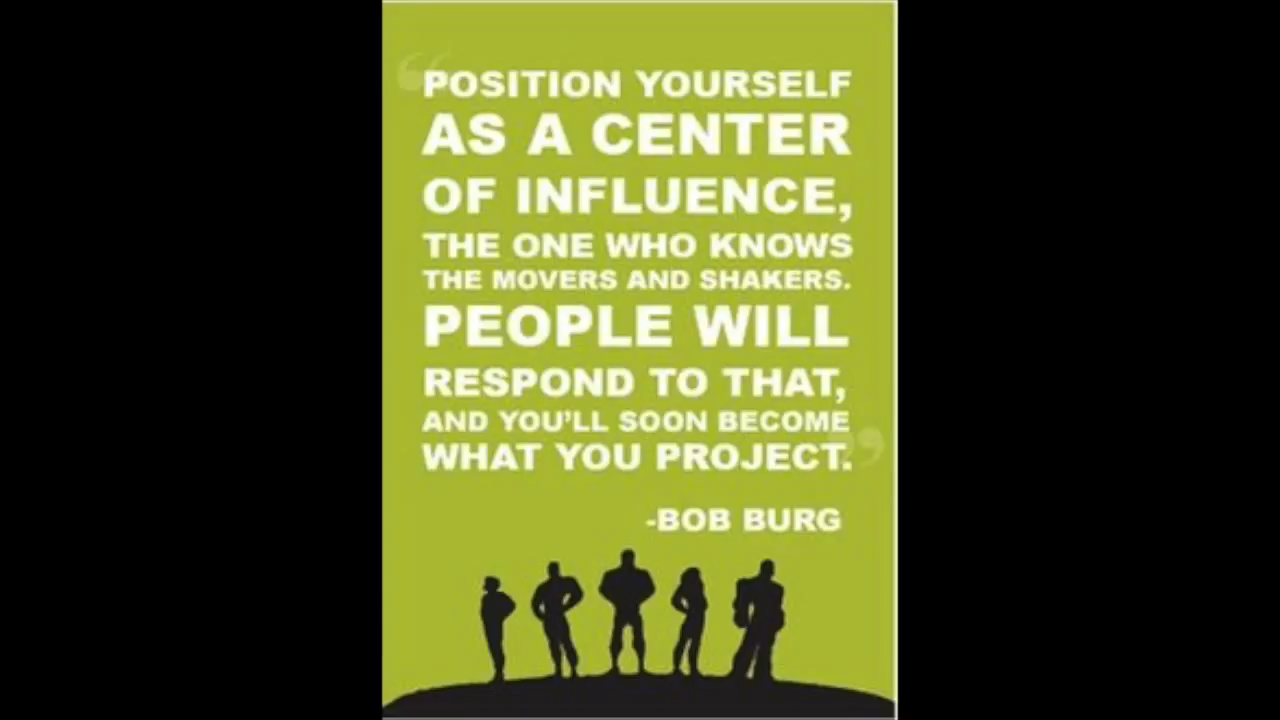 “POSITION YOURSELF
AS A CENTER
OF INFLUENCE,
THE ONE WHO KNOWS
THE MOVERS AND SHAKERS.
PEOPLE WILL
RESPOND TO THAT,
AND YOU’LL SOON BECOME
WHAT YOU PROJECT.”
-BOB BURG